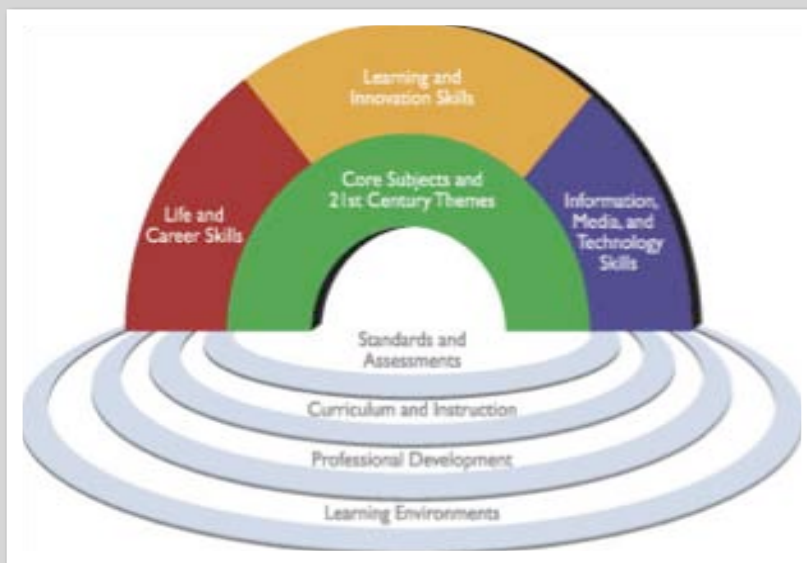 Learning and
Innovation Skills
Core Subjects and
21st Century Themes
Life and
Career Skills
Information,
Media, and
Technology
Skills
Standards and
Assessments
Curriculum and Instruction
Professional Development
Learning Environments